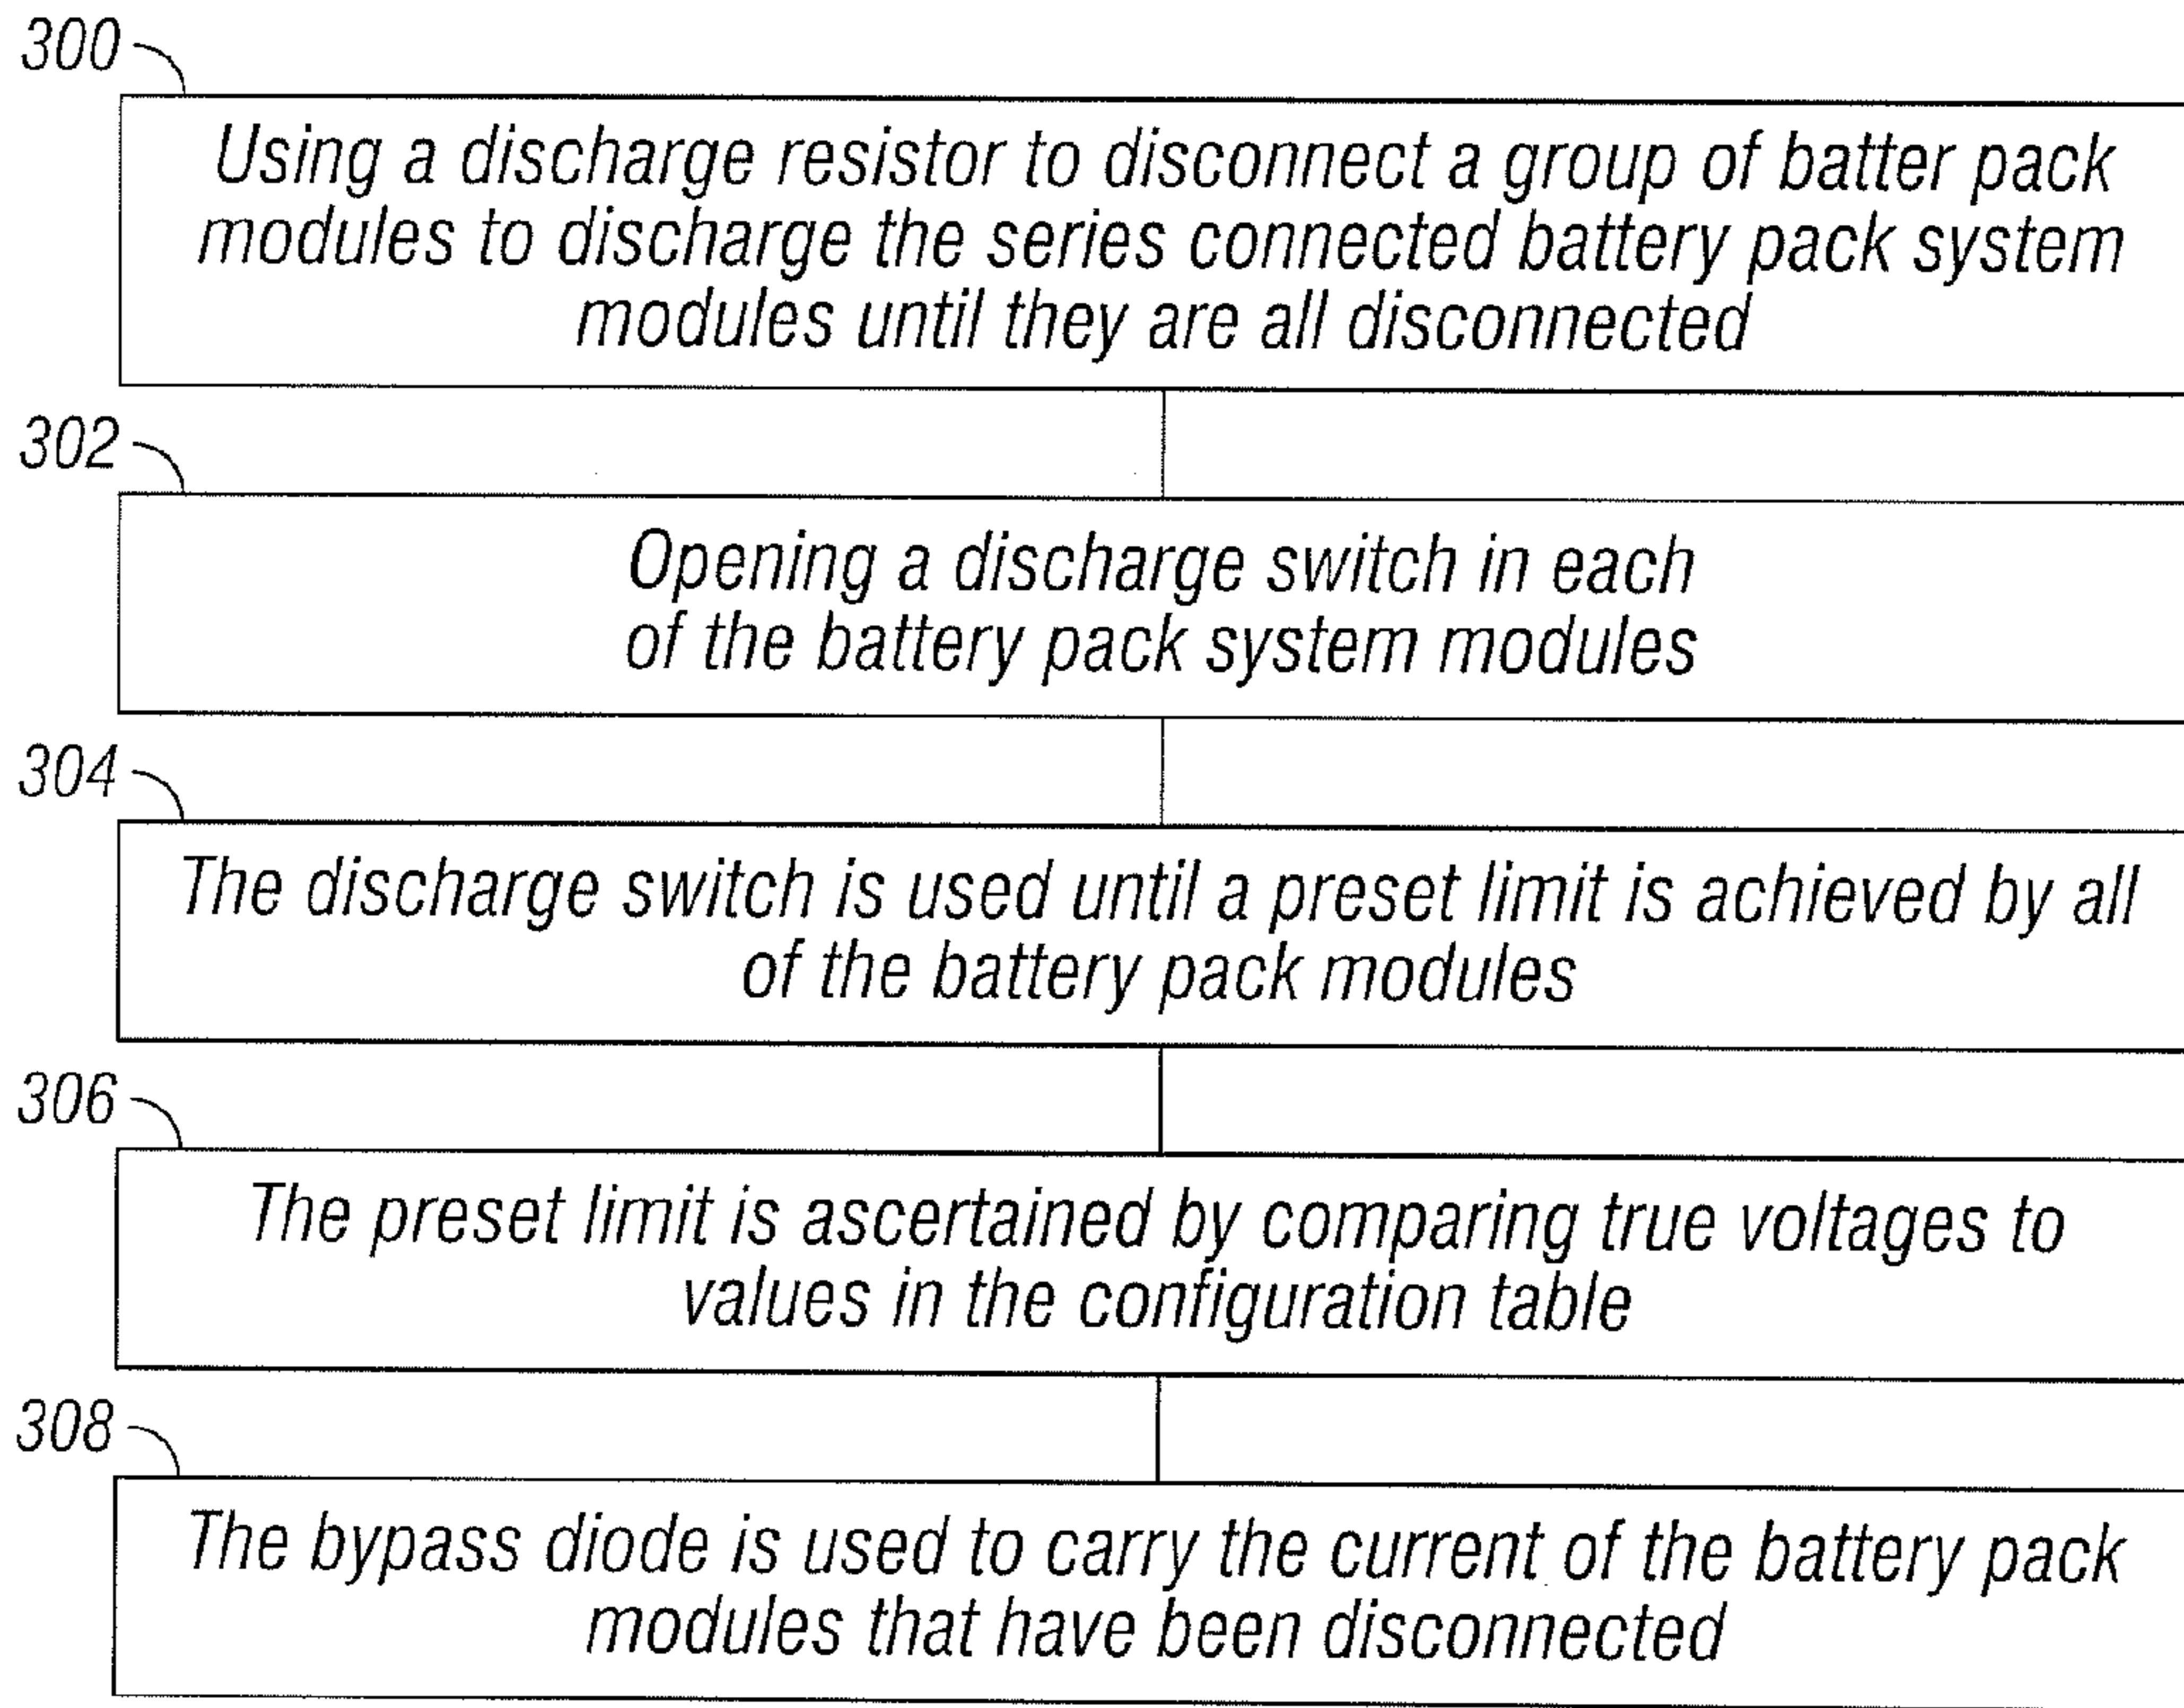 300
Using a discharge resistor to disconnect a group of batter pack
modules to discharge the series connected battery pack system
modules until they are all disconnected
302
Opening a discharge switch in each
of the battery pack system modules
304
The discharge switch is used until a preset limit is achieved by all
of the battery pack modules
306
The preset limit is ascertained by comparing true voltages to
values in the configuration table
308
The bypass diode is used to carry the current of the battery pack
modules that have been disconnected